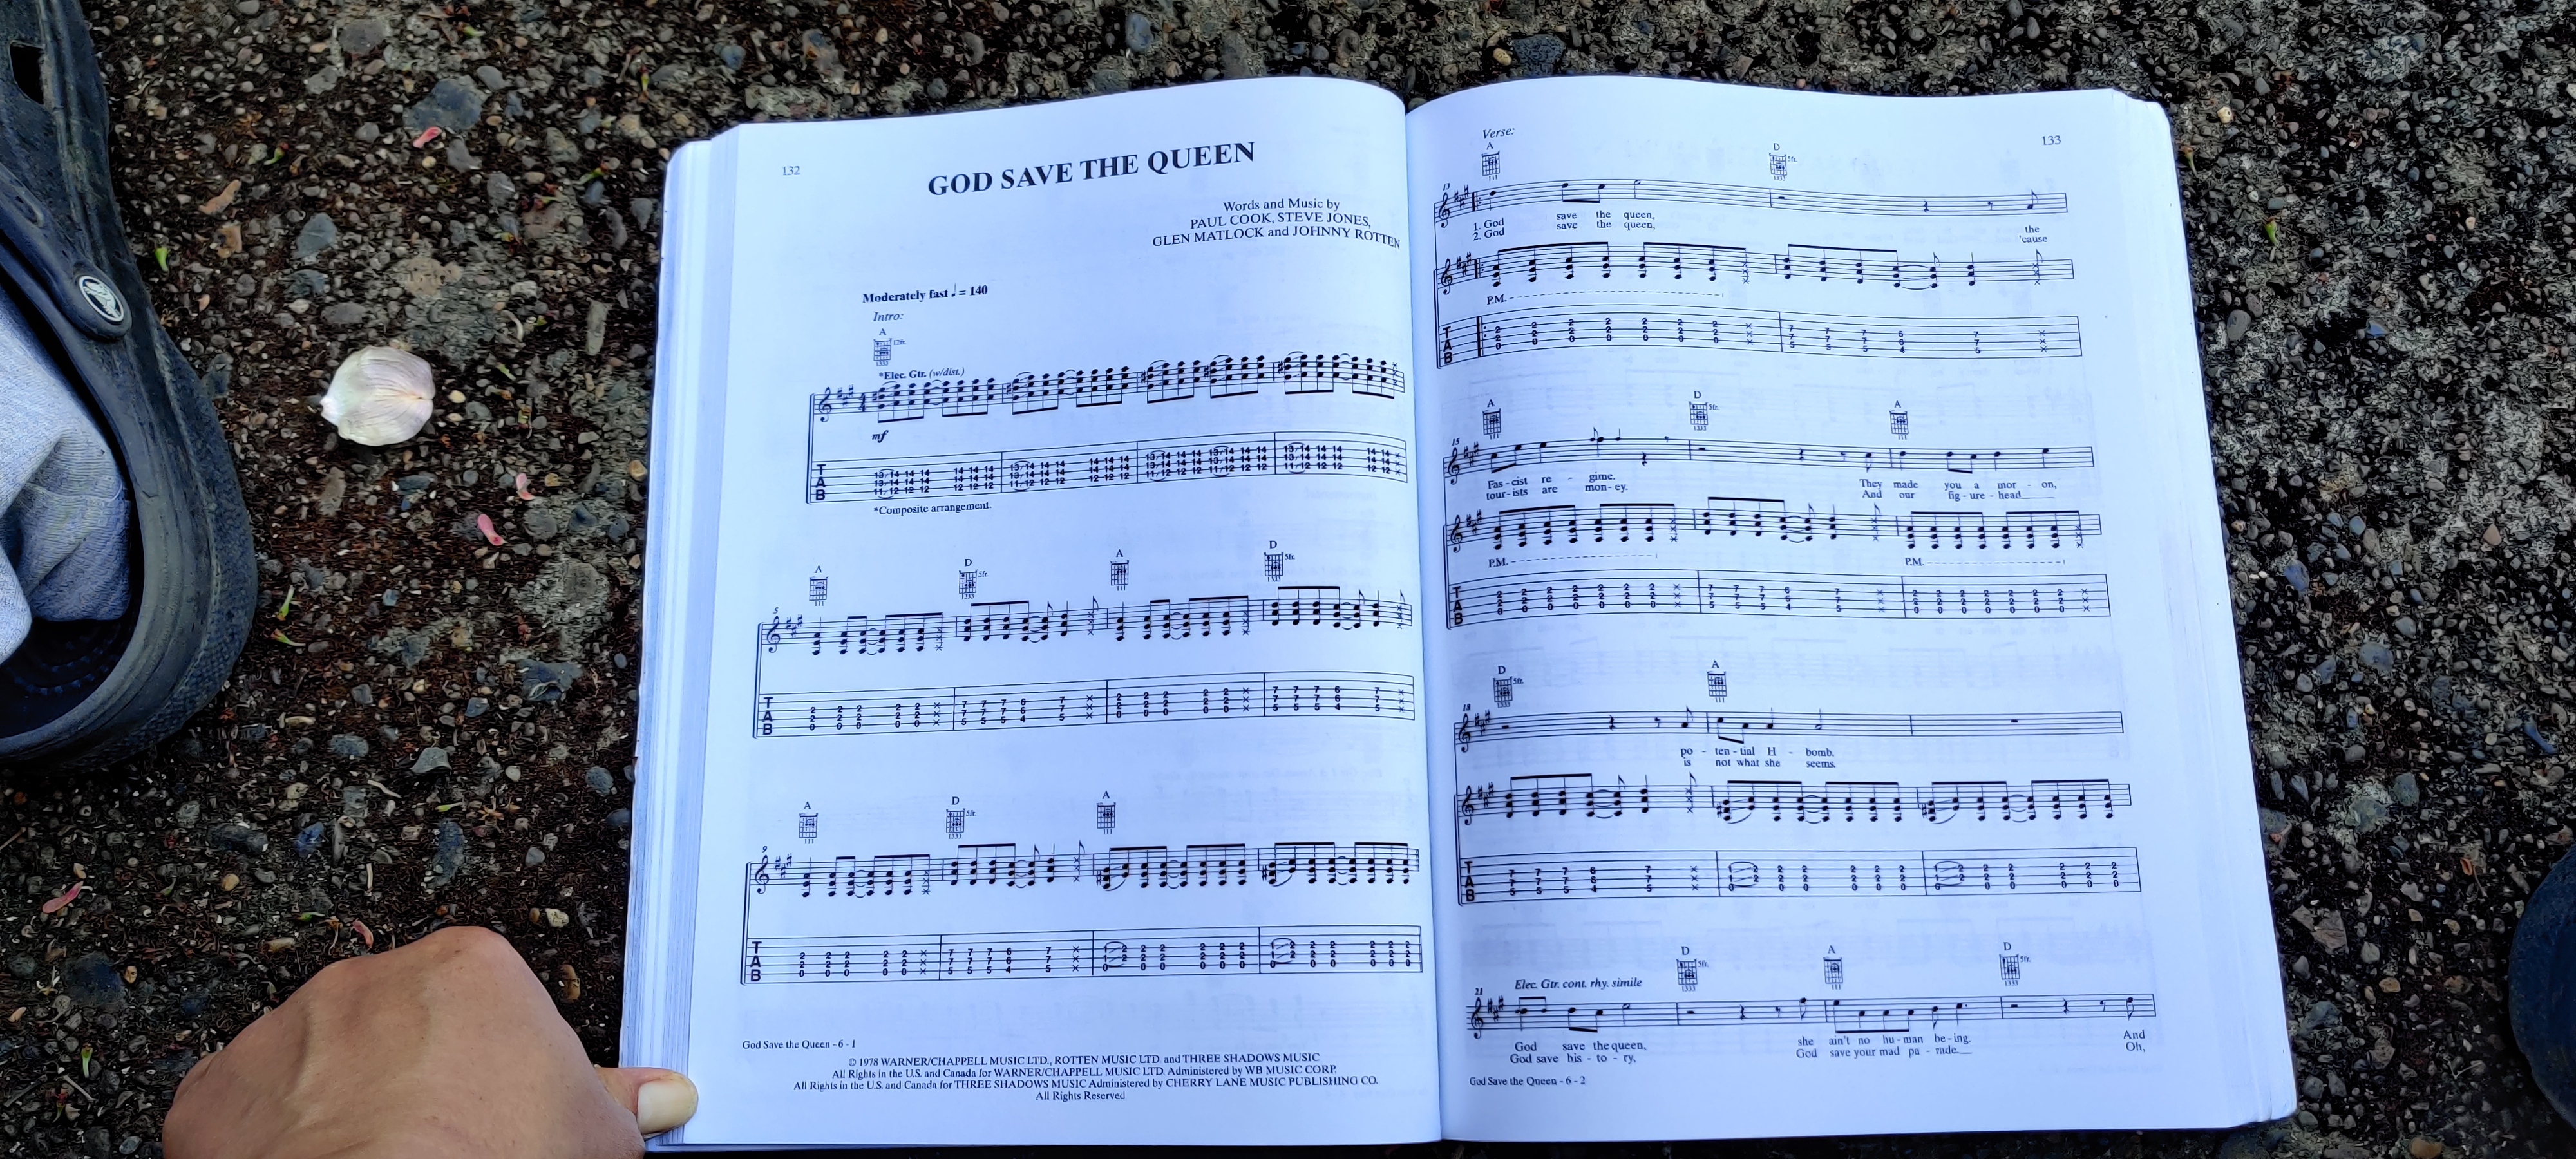 132
GOD SAVE THE QUEEN
Words and Music by
PAUL COOK, STEVE JONES,
GLEN MATLOCK and JOHNNY ROTTEN
Moderately fast ♩ = 140
Intro:
A
12fr.
1333
*Elec. Gtr. (w/dist.)
mf
*Composite arrangement.
A D A D
5
A D A
9
God Save the Queen - 6 - 1
© 1978 WARNER/CHAPPELL MUSIC LTD., ROTTEN MUSIC LTD. and THREE SHADOWS MUSIC
All Rights in the U.S. and Canada for WARNER/CHAPPELL MUSIC LTD. Administered by WB MUSIC CORP.
All Rights in the U.S. and Canada for THREE SHADOWS MUSIC Administered by CHERRY LANE MUSIC PUBLISHING CO.
All Rights Reserved
133
Verse:
A D
13
1. God save the queen, the
2. God save the queen, 'cause
P.M.
A D A
15
Fas - cist re - gime. They made you a mor - on,
tour - ists are mon - ey. And our fig - ure - head
P.M. P.M.
D A
18
po - ten - tial H - bomb.
is not what she seems.
D A D
Elec. Gtr. cont. rhy. simile
21
God save the queen, she ain't no hu - man be - ing. And
God save his - to - ry, God save your mad pa - rade Oh,
God Save the Queen - 6 - 2